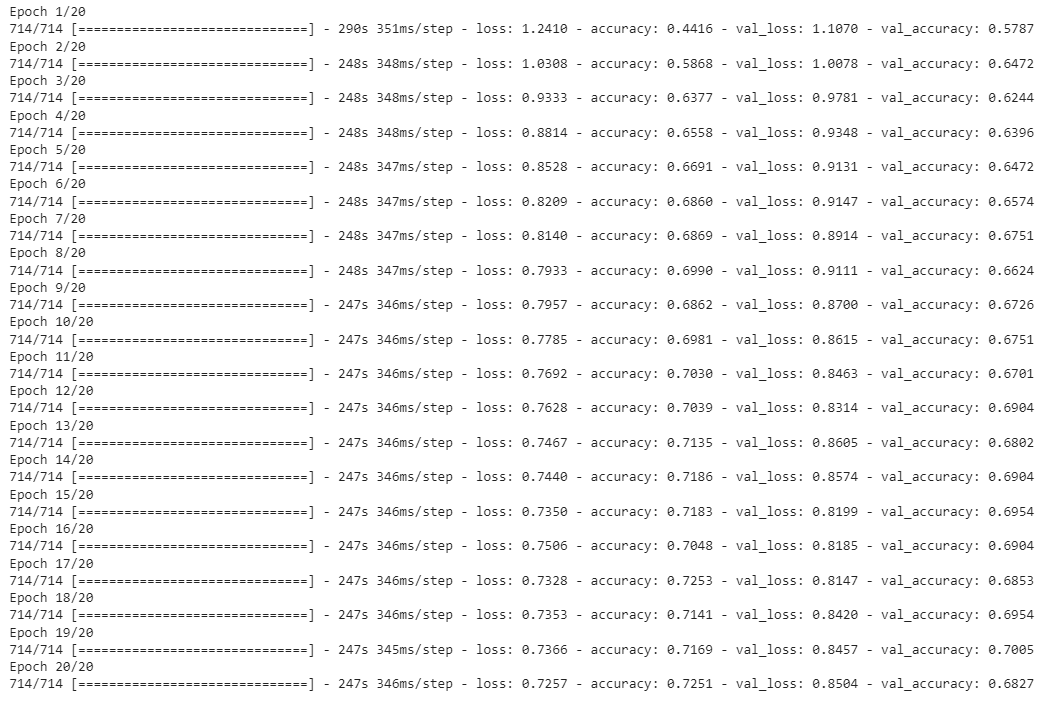 Epoch 1/20
714/714 [==============================] - 290s 351ms/step - loss: 1.2410 - accuracy: 0.4416 - val_loss: 1.1070 - val_accuracy: 0.5787
Epoch 2/20
714/714 [==============================] - 248s 348ms/step - loss: 1.0308 - accuracy: 0.5868 - val_loss: 1.0078 - val_accuracy: 0.6472
Epoch 3/20
714/714 [==============================] - 248s 348ms/step - loss: 0.9333 - accuracy: 0.6377 - val_loss: 0.9781 - val_accuracy: 0.6244
Epoch 4/20
714/714 [==============================] - 248s 348ms/step - loss: 0.8814 - accuracy: 0.6558 - val_loss: 0.9348 - val_accuracy: 0.6396
Epoch 5/20
714/714 [==============================] - 248s 347ms/step - loss: 0.8528 - accuracy: 0.6691 - val_loss: 0.9131 - val_accuracy: 0.6472
Epoch 6/20
714/714 [==============================] - 248s 347ms/step - loss: 0.8209 - accuracy: 0.6860 - val_loss: 0.9147 - val_accuracy: 0.6574
Epoch 7/20
714/714 [==============================] - 248s 347ms/step - loss: 0.8140 - accuracy: 0.6869 - val_loss: 0.8914 - val_accuracy: 0.6751
Epoch 8/20
714/714 [==============================] - 248s 347ms/step - loss: 0.7933 - accuracy: 0.6990 - val_loss: 0.9111 - val_accuracy: 0.6624
Epoch 9/20
714/714 [==============================] - 247s 346ms/step - loss: 0.7957 - accuracy: 0.6862 - val_loss: 0.8700 - val_accuracy: 0.6726
Epoch 10/20
714/714 [==============================] - 247s 346ms/step - loss: 0.7785 - accuracy: 0.6981 - val_loss: 0.8615 - val_accuracy: 0.6751
Epoch 11/20
714/714 [==============================] - 247s 346ms/step - loss: 0.7692 - accuracy: 0.7030 - val_loss: 0.8463 - val_accuracy: 0.6701
Epoch 12/20
714/714 [==============================] - 247s 346ms/step - loss: 0.7628 - accuracy: 0.7039 - val_loss: 0.8314 - val_accuracy: 0.6904
Epoch 13/20
714/714 [==============================] - 247s 346ms/step - loss: 0.7467 - accuracy: 0.7135 - val_loss: 0.8605 - val_accuracy: 0.6802
Epoch 14/20
714/714 [==============================] - 247s 346ms/step - loss: 0.7440 - accuracy: 0.7186 - val_loss: 0.8574 - val_accuracy: 0.6904
Epoch 15/20
714/714 [==============================] - 247s 346ms/step - loss: 0.7350 - accuracy: 0.7183 - val_loss: 0.8199 - val_accuracy: 0.6954
Epoch 16/20
714/714 [==============================] - 247s 346ms/step - loss: 0.7506 - accuracy: 0.7048 - val_loss: 0.8185 - val_accuracy: 0.6904
Epoch 17/20
714/714 [==============================] - 247s 346ms/step - loss: 0.7328 - accuracy: 0.7253 - val_loss: 0.8147 - val_accuracy: 0.6853
Epoch 18/20
714/714 [==============================] - 247s 346ms/step - loss: 0.7353 - accuracy: 0.7141 - val_loss: 0.8420 - val_accuracy: 0.6954
Epoch 19/20
714/714 [==============================] - 247s 345ms/step - loss: 0.7366 - accuracy: 0.7169 - val_loss: 0.8457 - val_accuracy: 0.7005
Epoch 20/20
714/714 [==============================] - 247s 346ms/step - loss: 0.7257 - accuracy: 0.7251 - val_loss: 0.8504 - val_accuracy: 0.6827